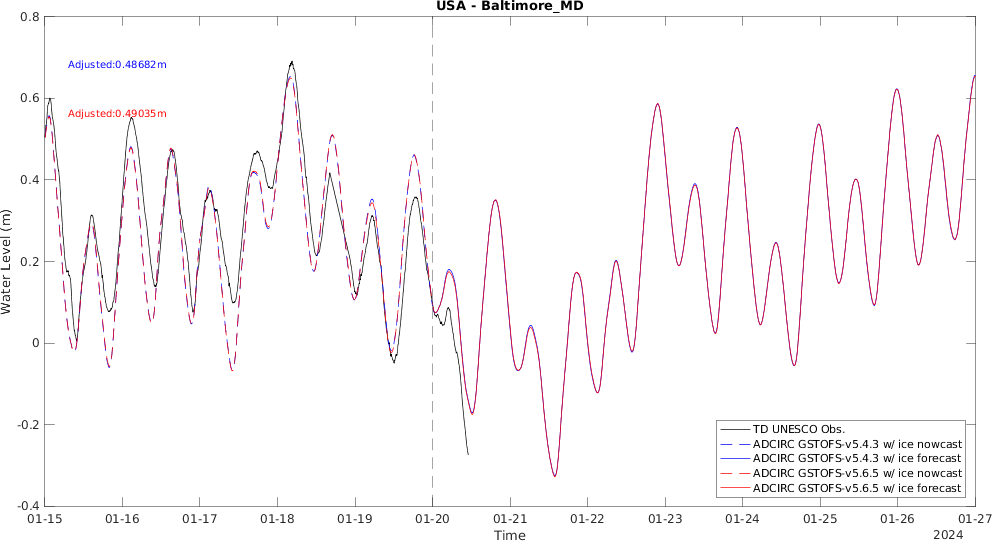 USA - Baltimore_MD
0.8
0.6
0.4
0.2
0
-0.2
-0.4
Water Level (m)
Adjusted:0.48682m
Adjusted:0.49035m
TD UNESCO Obs.
ADCIRC GSTOFS-v5.4.3 w/ ice nowcast
ADCIRC GSTOFS-v5.4.3 w/ ice forecast
ADCIRC GSTOFS-v5.6.5 w/ ice nowcast
ADCIRC GSTOFS-v5.6.5 w/ ice forecast
01-15 01-16 01-17 01-18 01-19 01-20 01-21 01-22 01-23 01-24 01-25 01-26 01-27
Time
2024